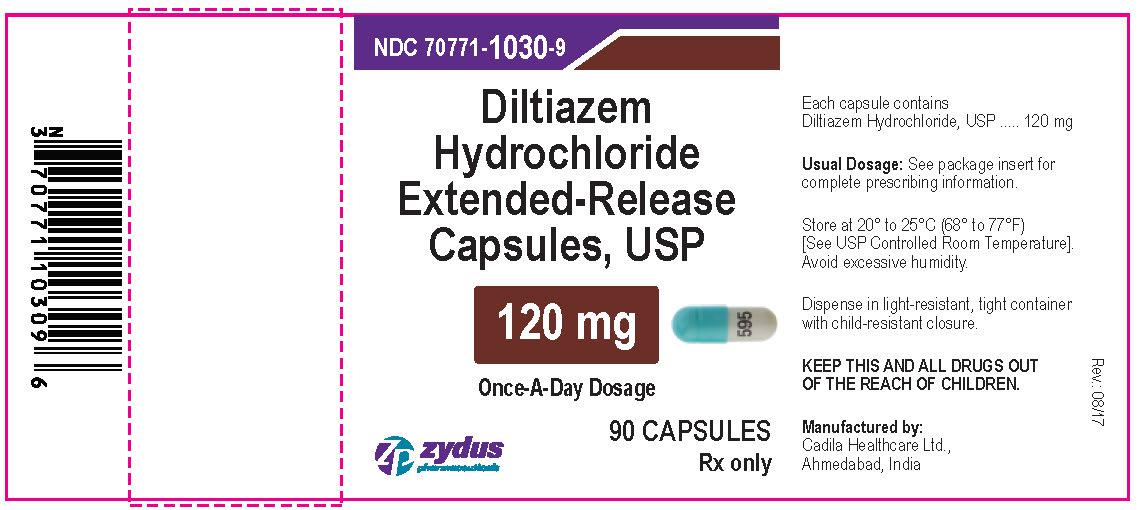 NDC 70771-1030-9
Diltiazem
Hydrochloride
Extended-Release
Capsules, USP
120 mg
595
Once-A-Day Dosage
90 CAPSULES
Rx only
zydus
pharmaceuticals
Each capsule contains
Diltiazem Hydrochloride, USP ..... 120 mg
Usual Dosage: See package insert for
complete prescribing information.
Store at 20° to 25°C (68° to 77°F)
[See USP Controlled Room Temperature].
Avoid excessive humidity.
Dispense in light-resistant, tight container
with child-resistant closure.
KEEP THIS AND ALL DRUGS OUT
OF THE REACH OF CHILDREN.
Manufactured by:
Cadila Healthcare Ltd.,
Ahmedabad, India
Rev.: 08/17
N
3 70771 10309 6